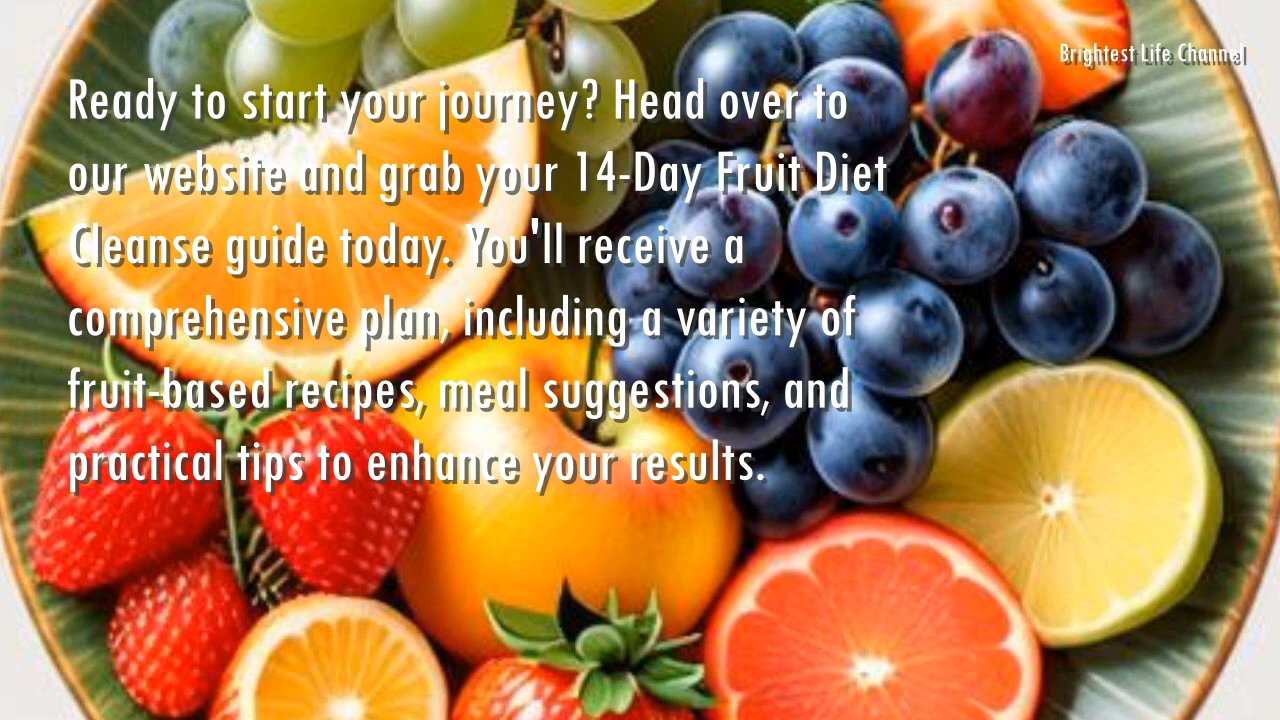 Brightest Life Channel
Ready to start your journey? Head over to
our website and grab your 14-Day Fruit Diet
Cleanse guide today. You'll receive a
comprehensive plan, including a variety of
fruit-based recipes, meal suggestions, and
practical tips to enhance your results.